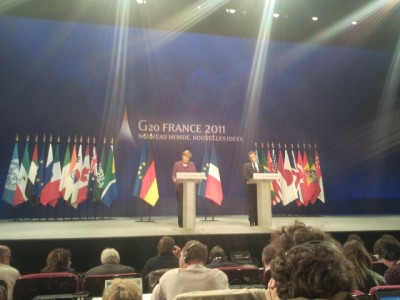 G20 FRANCE 2011
NOUVEAU MONDE, NOUVELLES IDÉES